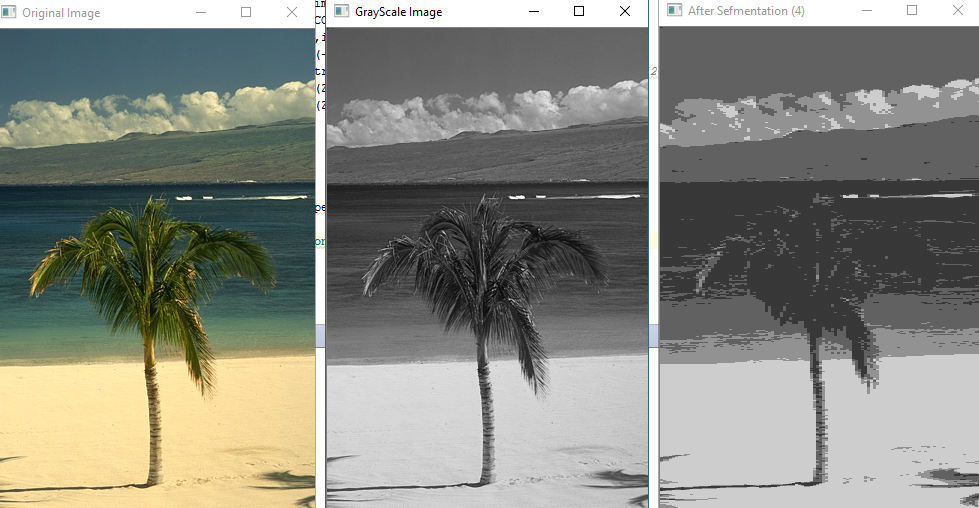 Original Image
GrayScale Image
After Sefmentation (4)